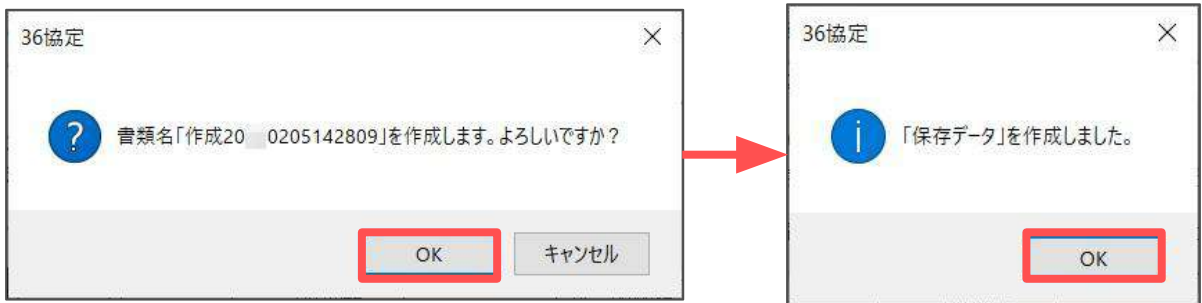 36協定
書類名「作成20 0205142809」を作成します。よろしいですか？
OK
キャンセル
36協定
「保存データ」を作成しました。
OK